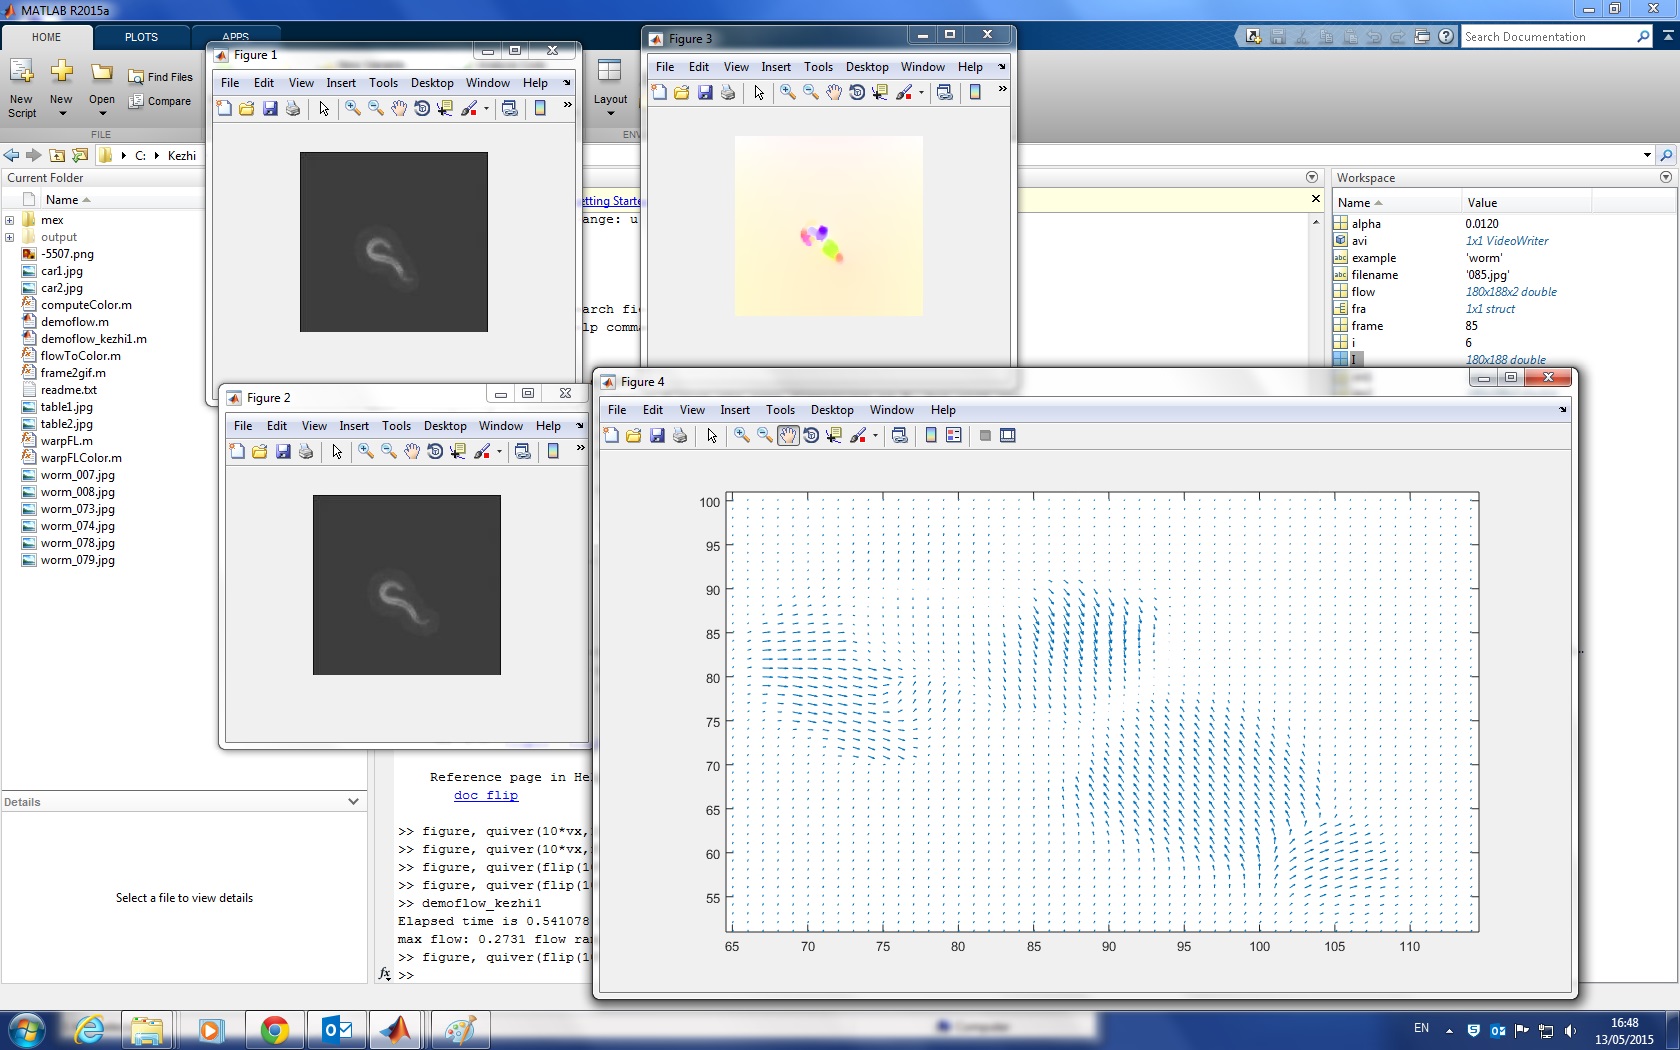 MATLAB R2015a
HOME
PLOTS
APPS
Search Documentation
New Script
New
Open
Find Files
Compare
FILE
Layout
C:
Kezhi
Current Folder
Name
mex
output
-5507.png
car1.jpg
car2.jpg
computeColor.m
demoflow.m
demoflow_kezhi1.m
flowToColor.m
frame2gif.m
readme.txt
table1.jpg
table2.jpg
warpFL.m
warpFLColor.m
worm_007.jpg
worm_008.jpg
worm_073.jpg
worm_074.jpg
worm_078.jpg
worm_079.jpg
Details
Select a file to view details
Figure 1
File Edit View Insert Tools Desktop Window Help
Figure 2
File Edit View Insert Tools Desktop Window Help
Figure 3
File Edit View Insert Tools Desktop Window Help
Figure 4
File Edit View Insert Tools Desktop Window Help
100
95
90
85
80
75
70
65
60
55
65 70 75 80 85 90 95 100 105 110
etting Starte
ange: u
arch fie
lp comma
Reference page in He
doc flip
>> figure, quiver(10*vx,
>> figure, quiver(10*vx,
>> figure, quiver(flip(1
>> figure, quiver(flip(1
>> demoflow_kezhi1
Elapsed time is 0.541078
max flow: 0.2731 flow ra
>> figure, quiver(flip(1
fx >>
Workspace
Name Value
alpha 0.0120
avi 1x1 VideoWriter
example 'worm'
filename '085.jpg'
flow 180x188x2 double
fra 1x1 struct
frame 85
i 6
I 180x188 double
Computer
EN
16:48
13/05/2015